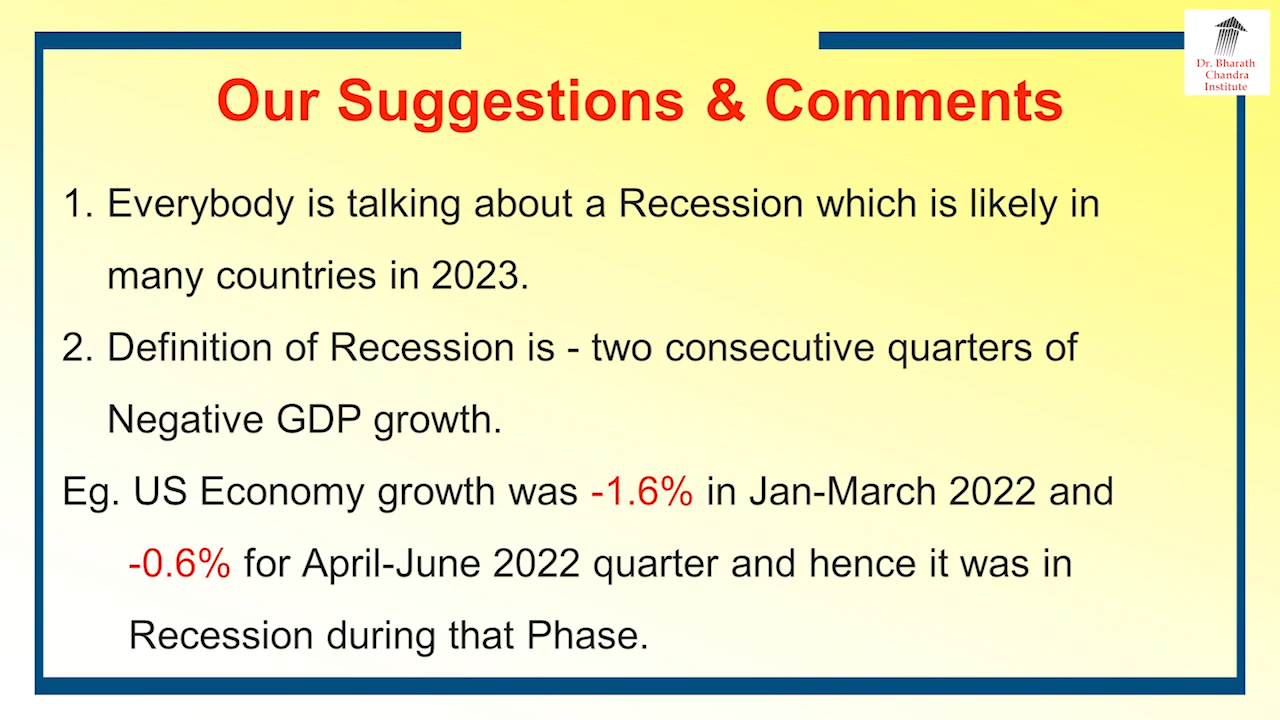 Dr. Bharath
Chandra
Institute
Our Suggestions & Comments
1. Everybody is talking about a Recession which is likely in
many countries in 2023.
2. Definition of Recession is - two consecutive quarters of
Negative GDP growth.
Eg. US Economy growth was -1.6% in Jan-March 2022 and
-0.6% for April-June 2022 quarter and hence it was in
Recession during that Phase.